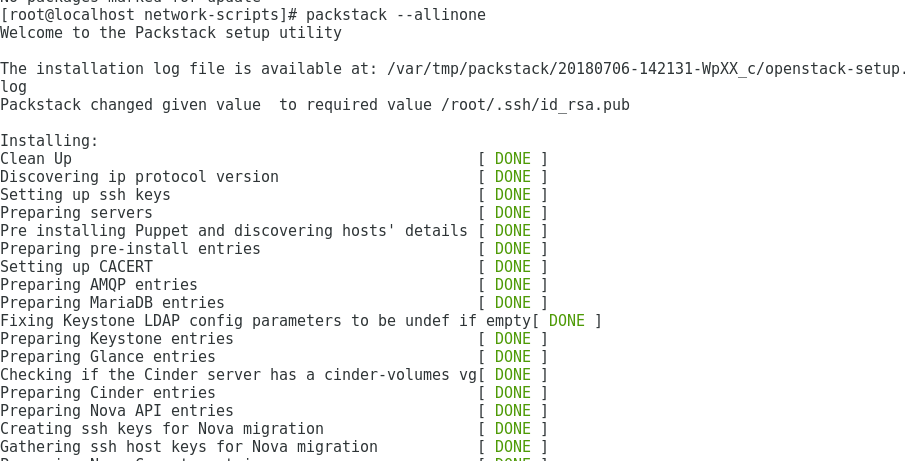 [root@localhost network-scripts]# packstack --allinone
Welcome to the Packstack setup utility
The installation log file is available at: /var/tmp/packstack/20180706-142131-WpXX_c/openstack-setup.
log
Packstack changed given value  to required value /root/.ssh/id_rsa.pub
Installing:
Clean Up                                             [ DONE ]
Discovering ip protocol version                      [ DONE ]
Setting up ssh keys                                  [ DONE ]
Preparing servers                                    [ DONE ]
Pre installing Puppet and discovering hosts' details [ DONE ]
Preparing pre-install entries                        [ DONE ]
Setting up CACERT                                    [ DONE ]
Preparing AMQP entries                               [ DONE ]
Preparing MariaDB entries                            [ DONE ]
Fixing Keystone LDAP config parameters to be undef if empty[ DONE ]
Preparing Keystone entries                           [ DONE ]
Preparing Glance entries                             [ DONE ]
Checking if the Cinder server has a cinder-volumes vg[ DONE ]
Preparing Cinder entries                             [ DONE ]
Preparing Nova API entries                           [ DONE ]
Creating ssh keys for Nova migration                 [ DONE ]
Gathering ssh host keys for Nova migration           [ DONE ]